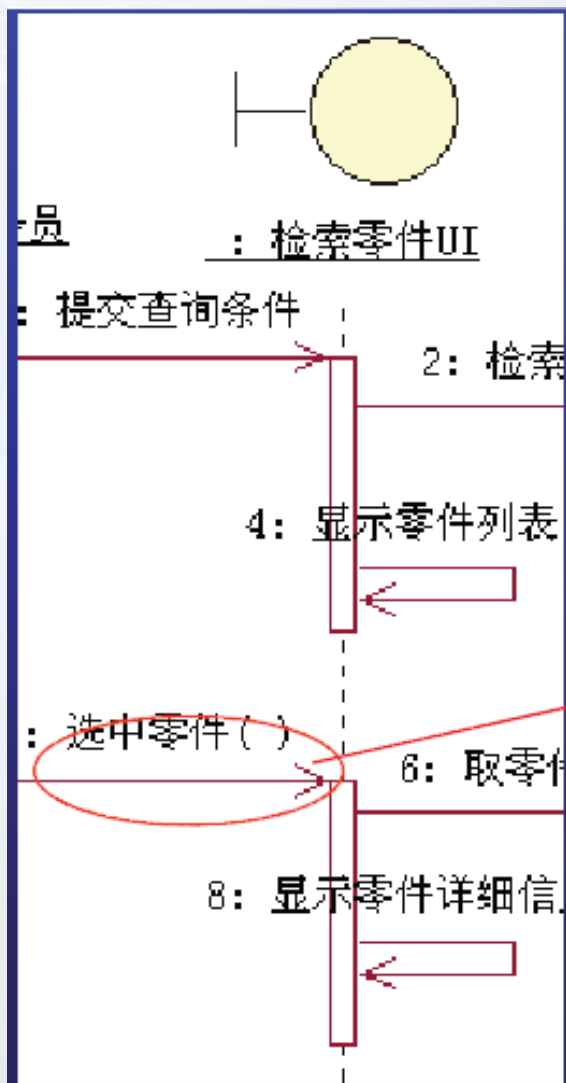 员
: 检索零件UI
: 提交查询条件
2: 检索
4: 显示零件列表
: 选中零件( )
6: 取零件
8: 显示零件详细信